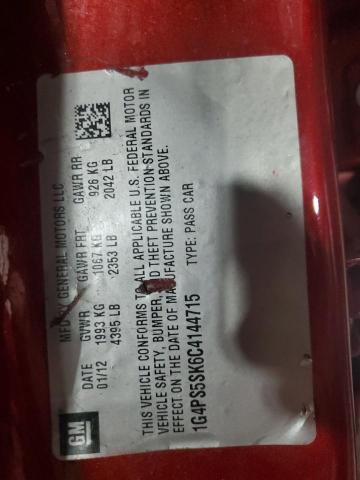 GM
MFD BY GENERAL MOTORS LLC
DATE GVWR GAWR FRT GAWR RR
01/12 1993 KG 1067 KG 926 KG
4395 LB 2353 LB 2042 LB
THIS VEHICLE CONFORMS TO ALL APPLICABLE U.S. FEDERAL MOTOR
VEHICLE SAFETY, BUMPER, AND THEFT PREVENTION STANDARDS IN
EFFECT ON THE DATE OF MANUFACTURE SHOWN ABOVE.
1G4PS5SK6C4144715 TYPE: PASS CAR